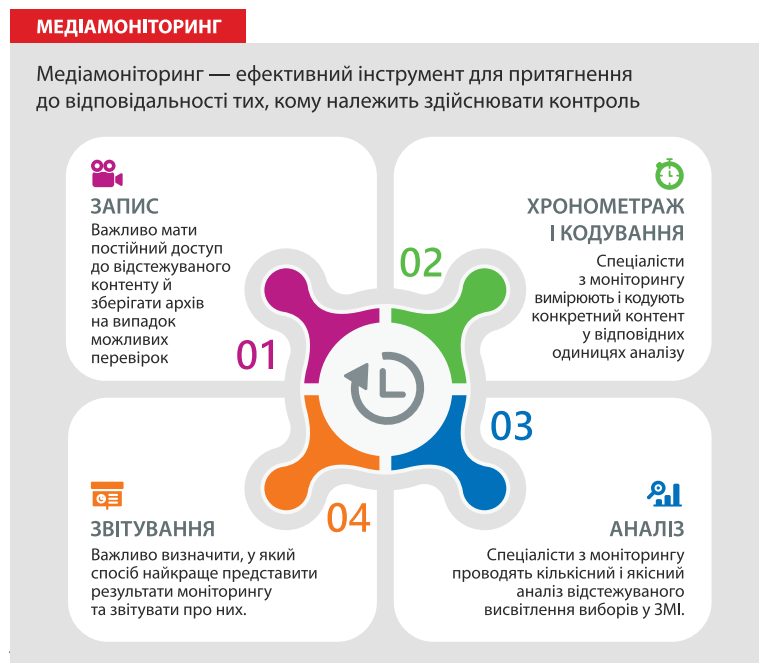 МЕДІАМОНІТОРИНГ
Медіамоніторинг — ефективний інструмент для притягнення
до відповідальності тих, кому належить здійснювати контроль
ЗАПИС
Важливо мати
постійний доступ
до відстежуваного
контенту й
зберігати архів
на випадок
можливих
перевірок
01
ХРОНОМЕТРАЖ
І КОДУВАННЯ
Спеціалісти
з моніторингу
вимірюють і кодують
конкретний контент
у відповідних
одиницях аналізу
02
03
АНАЛІЗ
Спеціалісти з моніторингу
проводять кількісний і якісний
аналіз відстежуваного
висвітлення виборів у ЗМІ.
04
ЗВІТУВАННЯ
Важливо визначити, у який
спосіб найкраще представити
результати моніторингу
та звітувати про них.